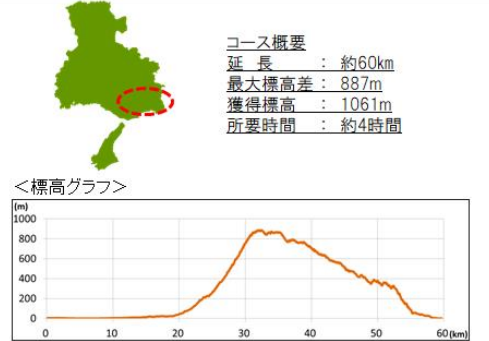 コース概要
延 長 : 約60km
最大標高差: 887m
獲得標高 : 1061m
所要時間 : 約4時間
<標高グラフ>
(m)
1000
800
600
400
200
0
0 10 20 30 40 50 60 (km)